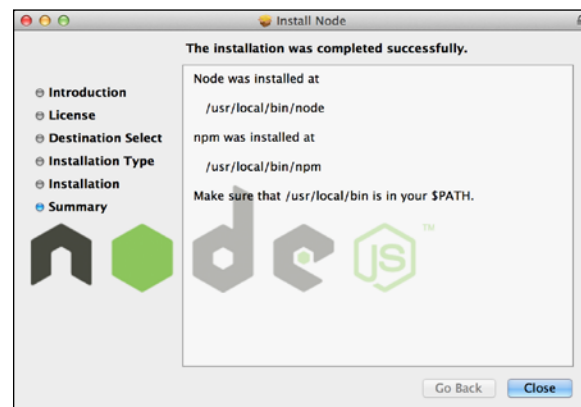 Install Node
The installation was completed successfully.
Introduction
License
Destination Select
Installation Type
Installation
Summary
Node was installed at
/usr/local/bin/node
npm was installed at
/usr/local/bin/npm
Make sure that /usr/local/bin is in your $PATH.
node
JS™
Go Back
Close